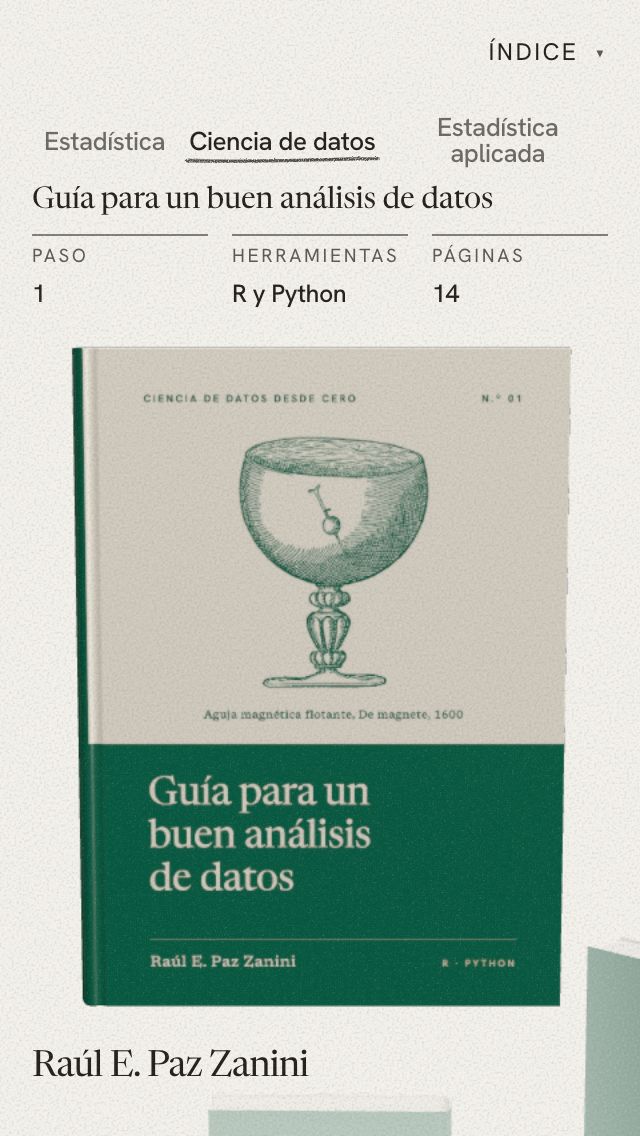 ÍNDICE ▾
Estadística
Ciencia de datos
Estadística
aplicada
Guía para un buen análisis de datos
PASO
HERRAMIENTAS
PÁGINAS
1
R y Python
14
CIENCIA DE DATOS DESDE CERO
N.º 01
Aguja magnética flotante, De magnete, 1600
Guía para un
buen análisis
de datos
Raúl E. Paz Zanini
R · PYTHON
Raúl E. Paz Zanini